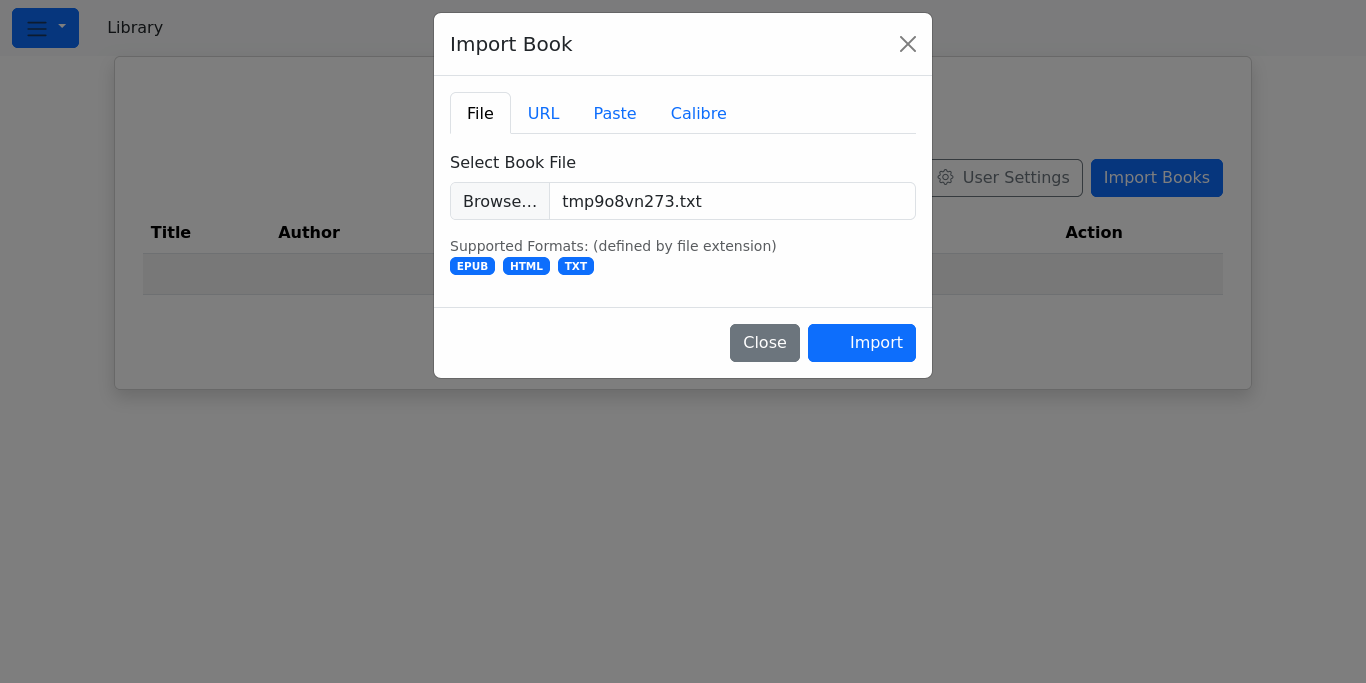 Library
Import Book
File URL Paste Calibre
Select Book File
Browse... tmp9o8vn273.txt
Supported Formats: (defined by file extension)
EPUB HTML TXT
Close Import
User Settings Import Books
Title Author Action